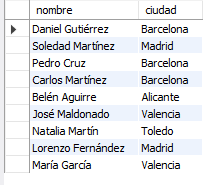 nombre ciudad
Daniel Gutiérrez Barcelona
Soledad Martínez Madrid
Pedro Cruz Barcelona
Carlos Martínez Barcelona
Belén Aguirre Alicante
José Maldonado Valencia
Natalia Martín Toledo
Lorenzo Fernández Madrid
María García Valencia